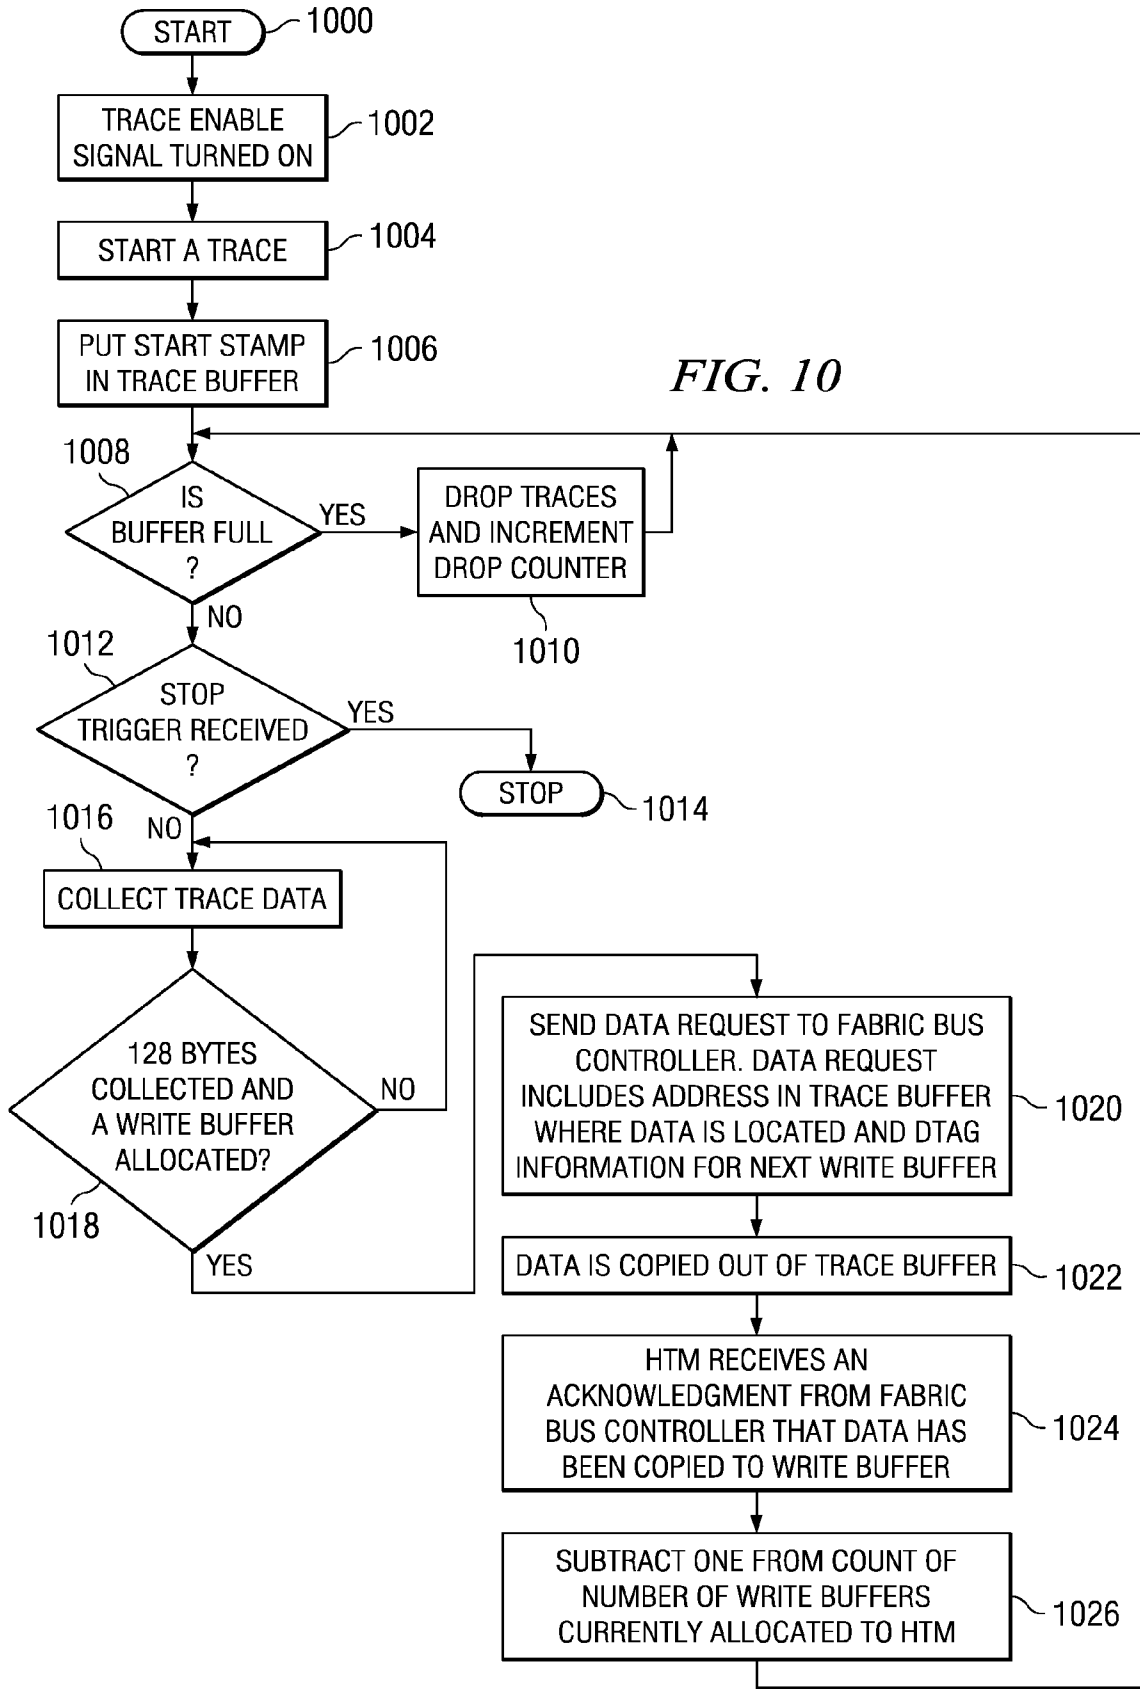 START
1000
TRACE ENABLE
SIGNAL TURNED ON
1002
START A TRACE
1004
PUT START STAMP
IN TRACE BUFFER
1006
FIG. 10
1008
IS
BUFFER FULL
?
YES
DROP TRACES
AND INCREMENT
DROP COUNTER
1010
NO
1012
STOP
TRIGGER RECEIVED
?
YES
STOP
1014
NO
1016
COLLECT TRACE DATA
128 BYTES
COLLECTED AND
A WRITE BUFFER
ALLOCATED?
NO
1018
YES
SEND DATA REQUEST TO FABRIC BUS
CONTROLLER. DATA REQUEST
INCLUDES ADDRESS IN TRACE BUFFER
WHERE DATA IS LOCATED AND DTAG
INFORMATION FOR NEXT WRITE BUFFER
1020
DATA IS COPIED OUT OF TRACE BUFFER
1022
HTM RECEIVES AN
ACKNOWLEDGMENT FROM FABRIC
BUS CONTROLLER THAT DATA HAS
BEEN COPIED TO WRITE BUFFER
1024
SUBTRACT ONE FROM COUNT OF
NUMBER OF WRITE BUFFERS
CURRENTLY ALLOCATED TO HTM
1026